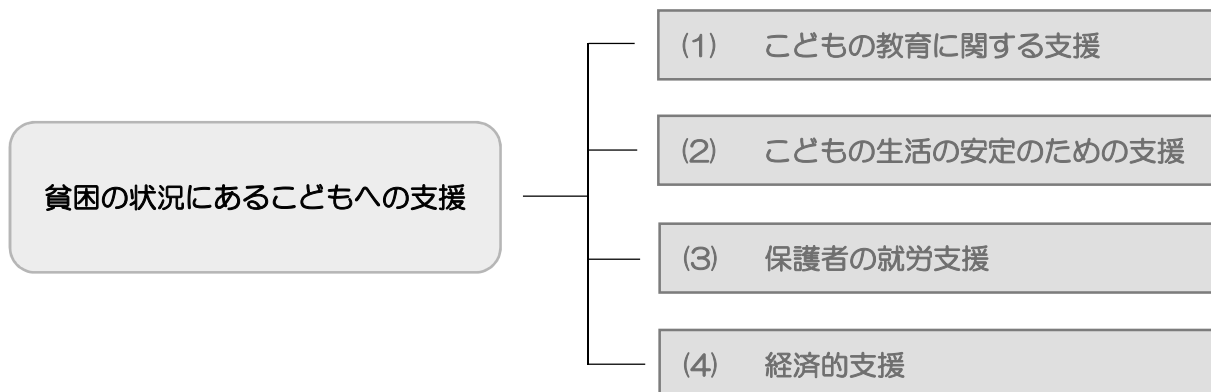 貧困の状況にあるこどもへの支援
(1) こどもの教育に関する支援
(2) こどもの生活の安定のための支援
(3) 保護者の就労支援
(4) 経済的支援